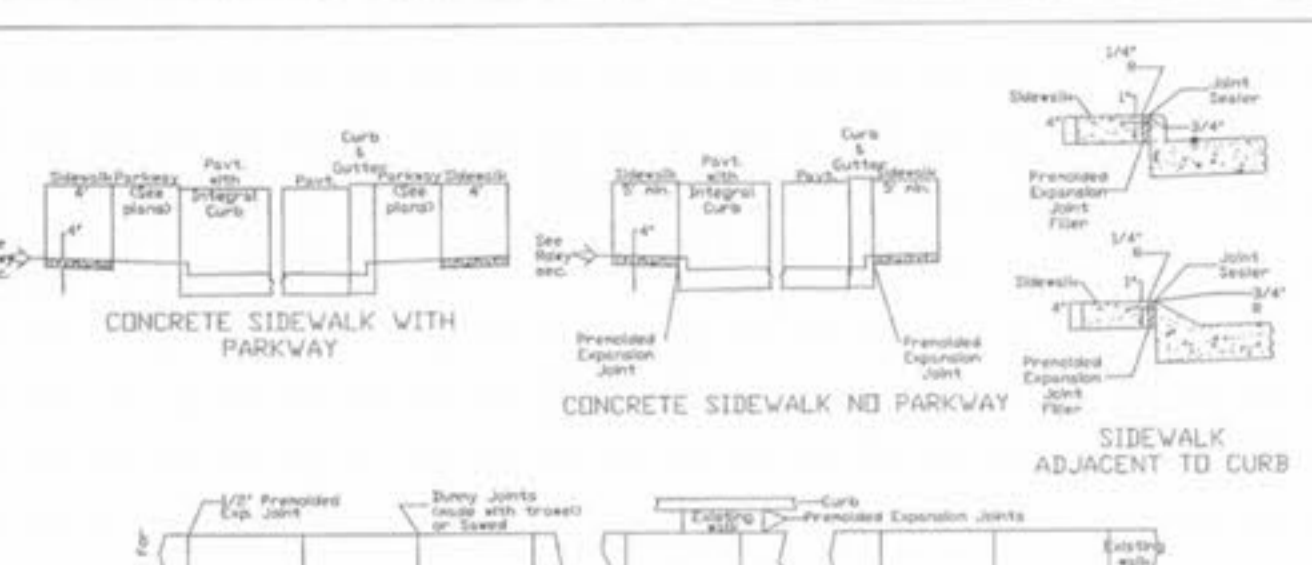 Sidewalk
4'
Parkway
(See
plans)
Pavt.
with
Integral
Curb
Pavt.
Curb
&
Gutter
Parkway
(See
plans)
Sidewalk
4'
4"
CONCRETE SIDEWALK WITH
PARKWAY
Sidewalk
5' min.
Pavt.
with
Integral
Curb
Pavt.
Curb
&
Gutter
Sidewalk
5' min.
4"
See
sec.
Premolded
Expansion
Joint
Premolded
Expansion
Joint
CONCRETE SIDEWALK NO PARKWAY
1/4"
R
Joint
Sealer
Sidewalk
1"
4"
3/4"
R
Premolded
Expansion
Joint
Filler
1/4"
R
Joint
Sealer
Sidewalk
1"
4"
3/4"
R
Premolded
Expansion
Joint
Filler
SIDEWALK
ADJACENT TO CURB
1/2" Premolded
Exp. Joint
Dummy Joints
(made with trowel)
or Sawed
Curb
Existing
walk
Premolded Expansion Joints
Existing
walk
For